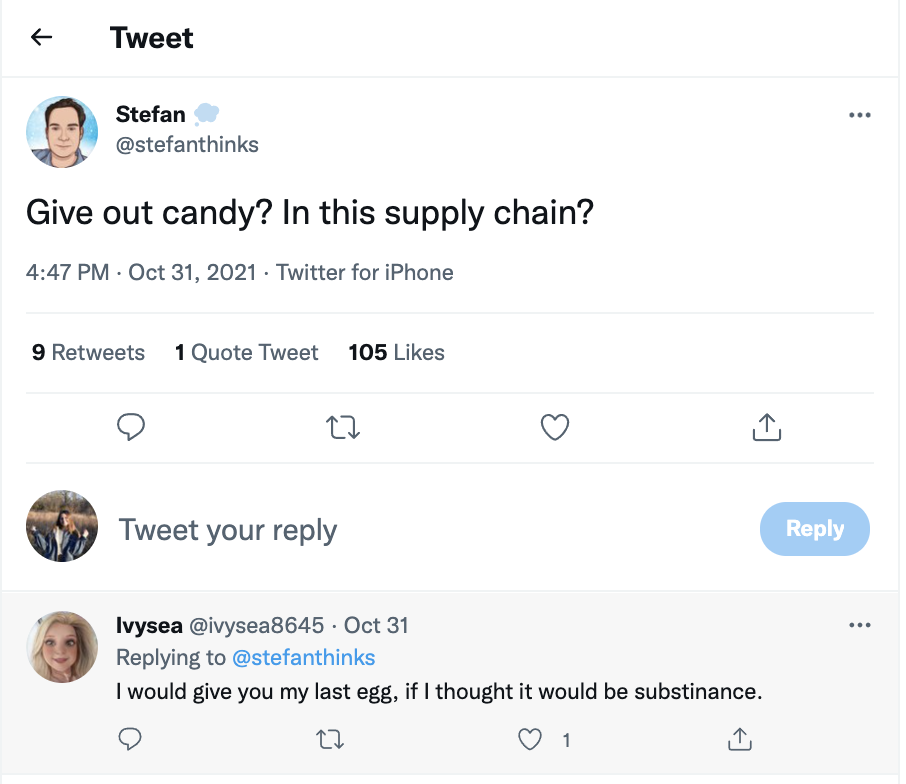 Tweet
Stefan
@stefanthinks
Give out candy? In this supply chain?
4:47 PM · Oct 31, 2021 · Twitter for iPhone
9 Retweets 1 Quote Tweet 105 Likes
Tweet your reply
Reply
Ivysea @ivysea8645 · Oct 31
Replying to @stefanthinks
I would give you my last egg, if I thought it would be substinance.
1